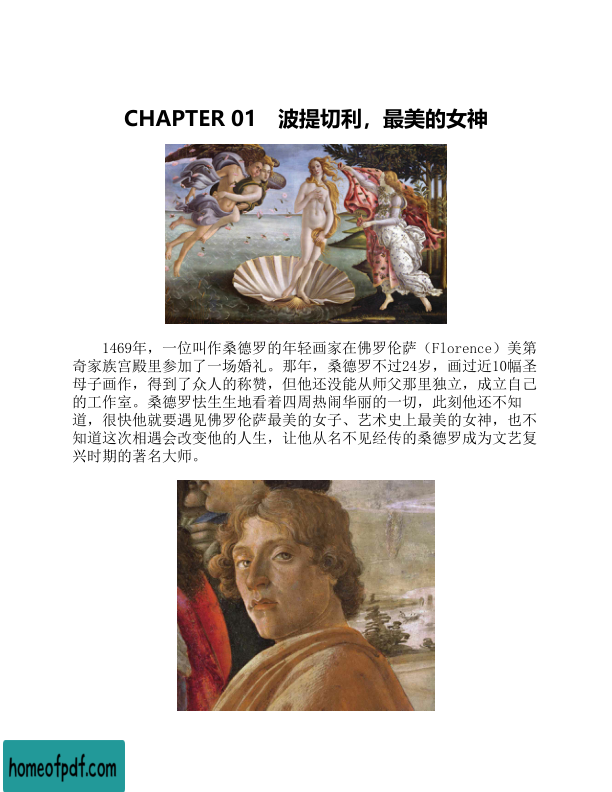 CHAPTER 01 波提切利，最美的女神
1469年，一位叫作桑德罗的年轻画家在佛罗伦萨（Florence）美第
奇家族宫殿里参加了一场婚礼。那年，桑德罗不过24岁，画过近10幅圣
母子画作，得到了众人的称赞，但他还没能从师父那里独立，成立自己
的工作室。桑德罗怯生生地看着四周热闹华丽的一切，此刻他还不知
道，很快他就要遇见佛罗伦萨最美的女子、艺术史上最美的女神，也不
知道这次相遇会改变他的人生，让他从名不见经传的桑德罗成为文艺复
兴时期的著名大师。
homeofpdf.com